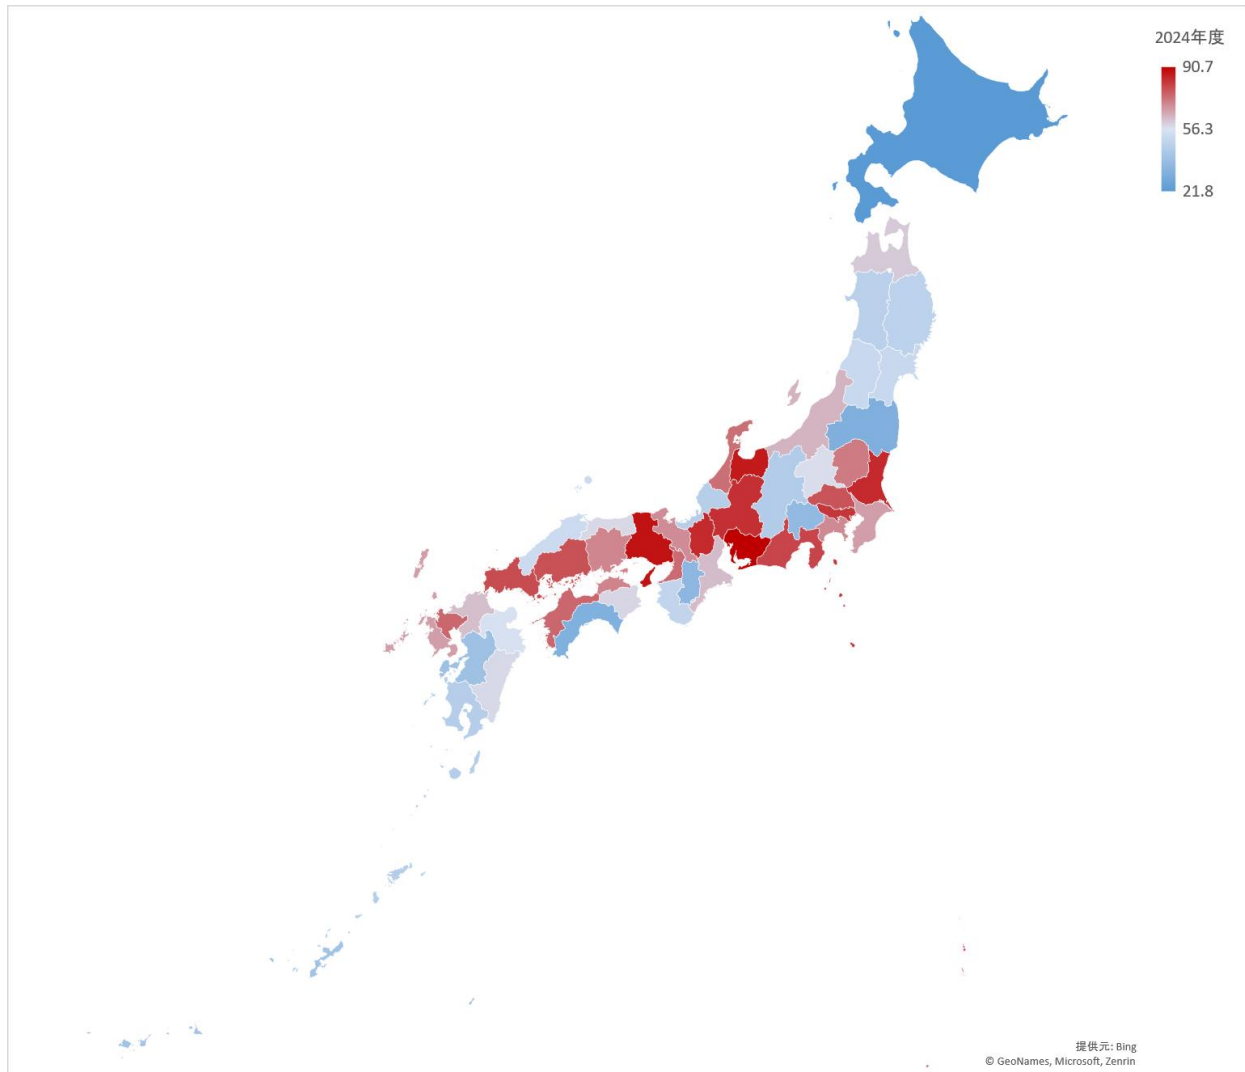 2024年度
90.7
56.3
21.8
提供元: Bing
© GeoNames, Microsoft, Zenrin